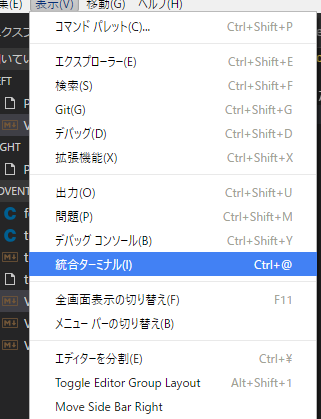 集(E) 表示(V) 移動(G) ヘルプ(H)
コマンド パレット(C)... Ctrl+Shift+P
エクスプローラー(E) Ctrl+Shift+E
検索(S) Ctrl+Shift+F
Git(G) Ctrl+Shift+G
デバッグ(D) Ctrl+Shift+D
拡張機能(X) Ctrl+Shift+X
出力(O) Ctrl+Shift+U
問題(P) Ctrl+Shift+M
デバッグ コンソール(B) Ctrl+Shift+Y
統合ターミナル(I) Ctrl+@
全画面表示の切り替え(F) F11
メニュー バーの切り替え(B)
エディターを分割(E) Ctrl+¥
Toggle Editor Group Layout Alt+Shift+1
Move Side Bar Right